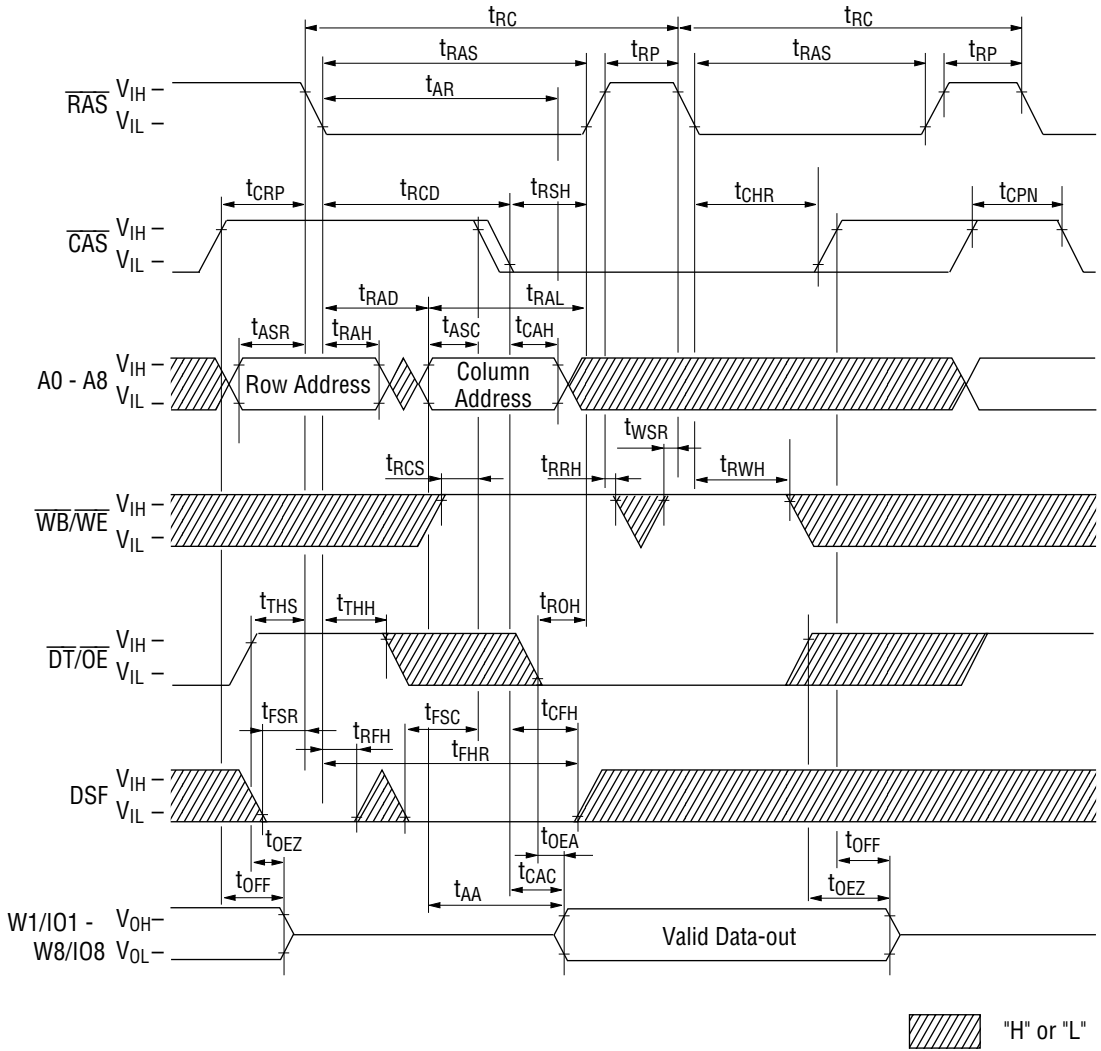 tRC tRC
tRAS tRP tRAS tRP
tAR
RAS VIH
VIL
tCRP tRCD tRSH tCHR tCPN
CAS VIH
VIL
tRAD tRAL
tASR tRAH tASC tCAH
A0 - A8 VIH
VIL
Row Address
Column
Address
tWSR
tRCS tRRH tRWH
WB/WE VIH
VIL
tTHS tTHH tROH
DT/OE VIH
VIL
tFSR tRFH tFSC tCFH
tFHR
DSF VIH
VIL
tOEZ tOEA tOFF
tOFF tAA tCAC tOEZ
W1/IO1 - VOH
W8/IO8 VOL
Valid Data-out
"H" or "L"